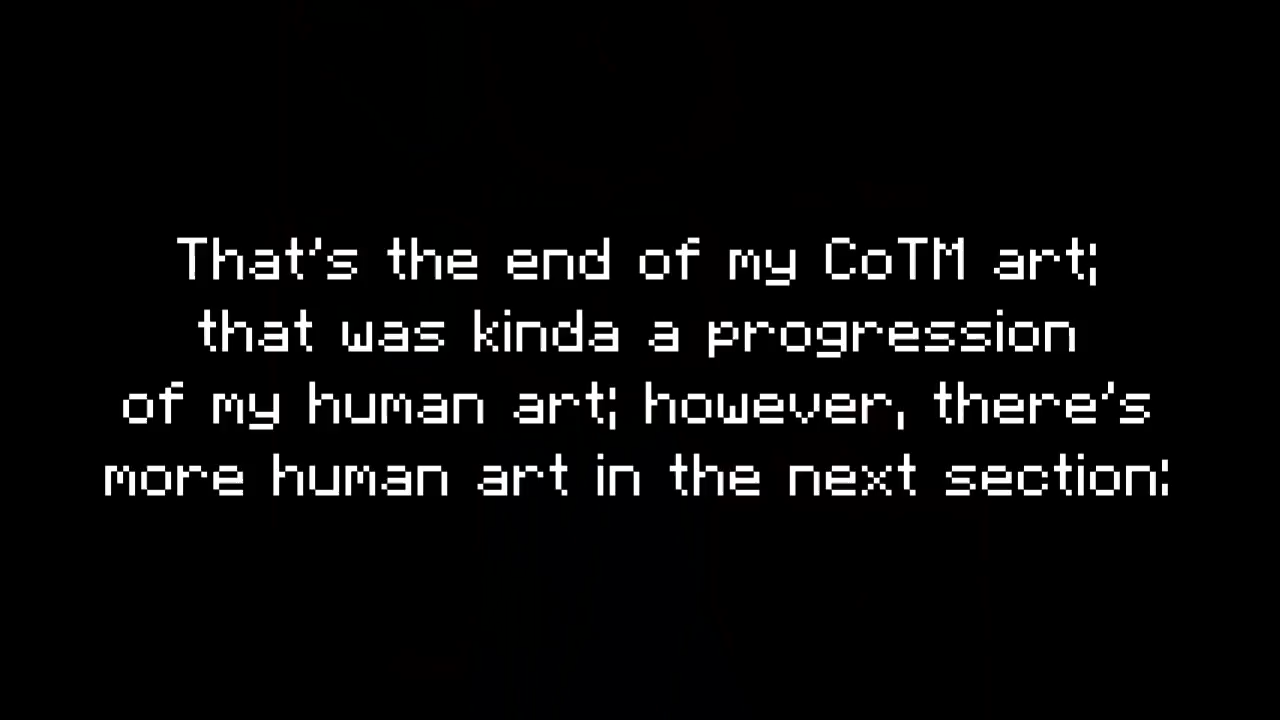 That's the end of my CoTM art;
that was kinda a progression
of my human art; however, there's
more human art in the next section: